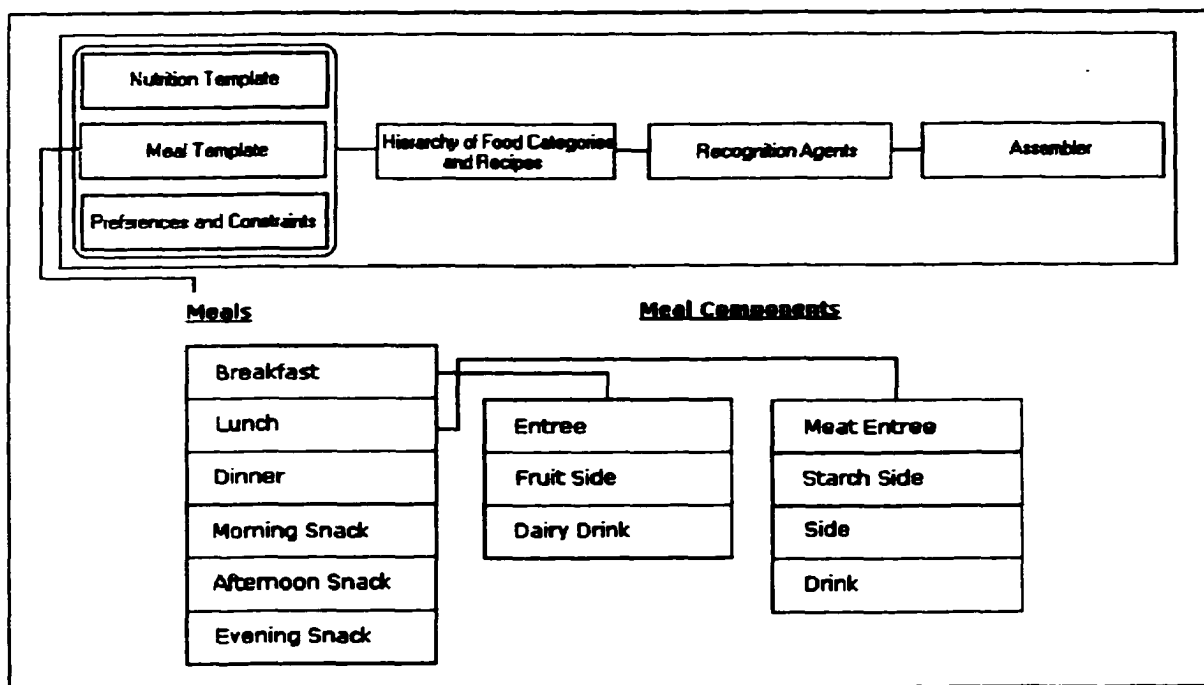 Nutrition Template
Meal Template
Preferences and Constraints
Hierarchy of Food Categories
and Recipes
Recognition Agents
Assembler
Meals
Meal Components
Breakfast
Lunch
Dinner
Morning Snack
Afternoon Snack
Evening Snack
Entree
Fruit Side
Dairy Drink
Meat Entree
Starch Side
Side
Drink